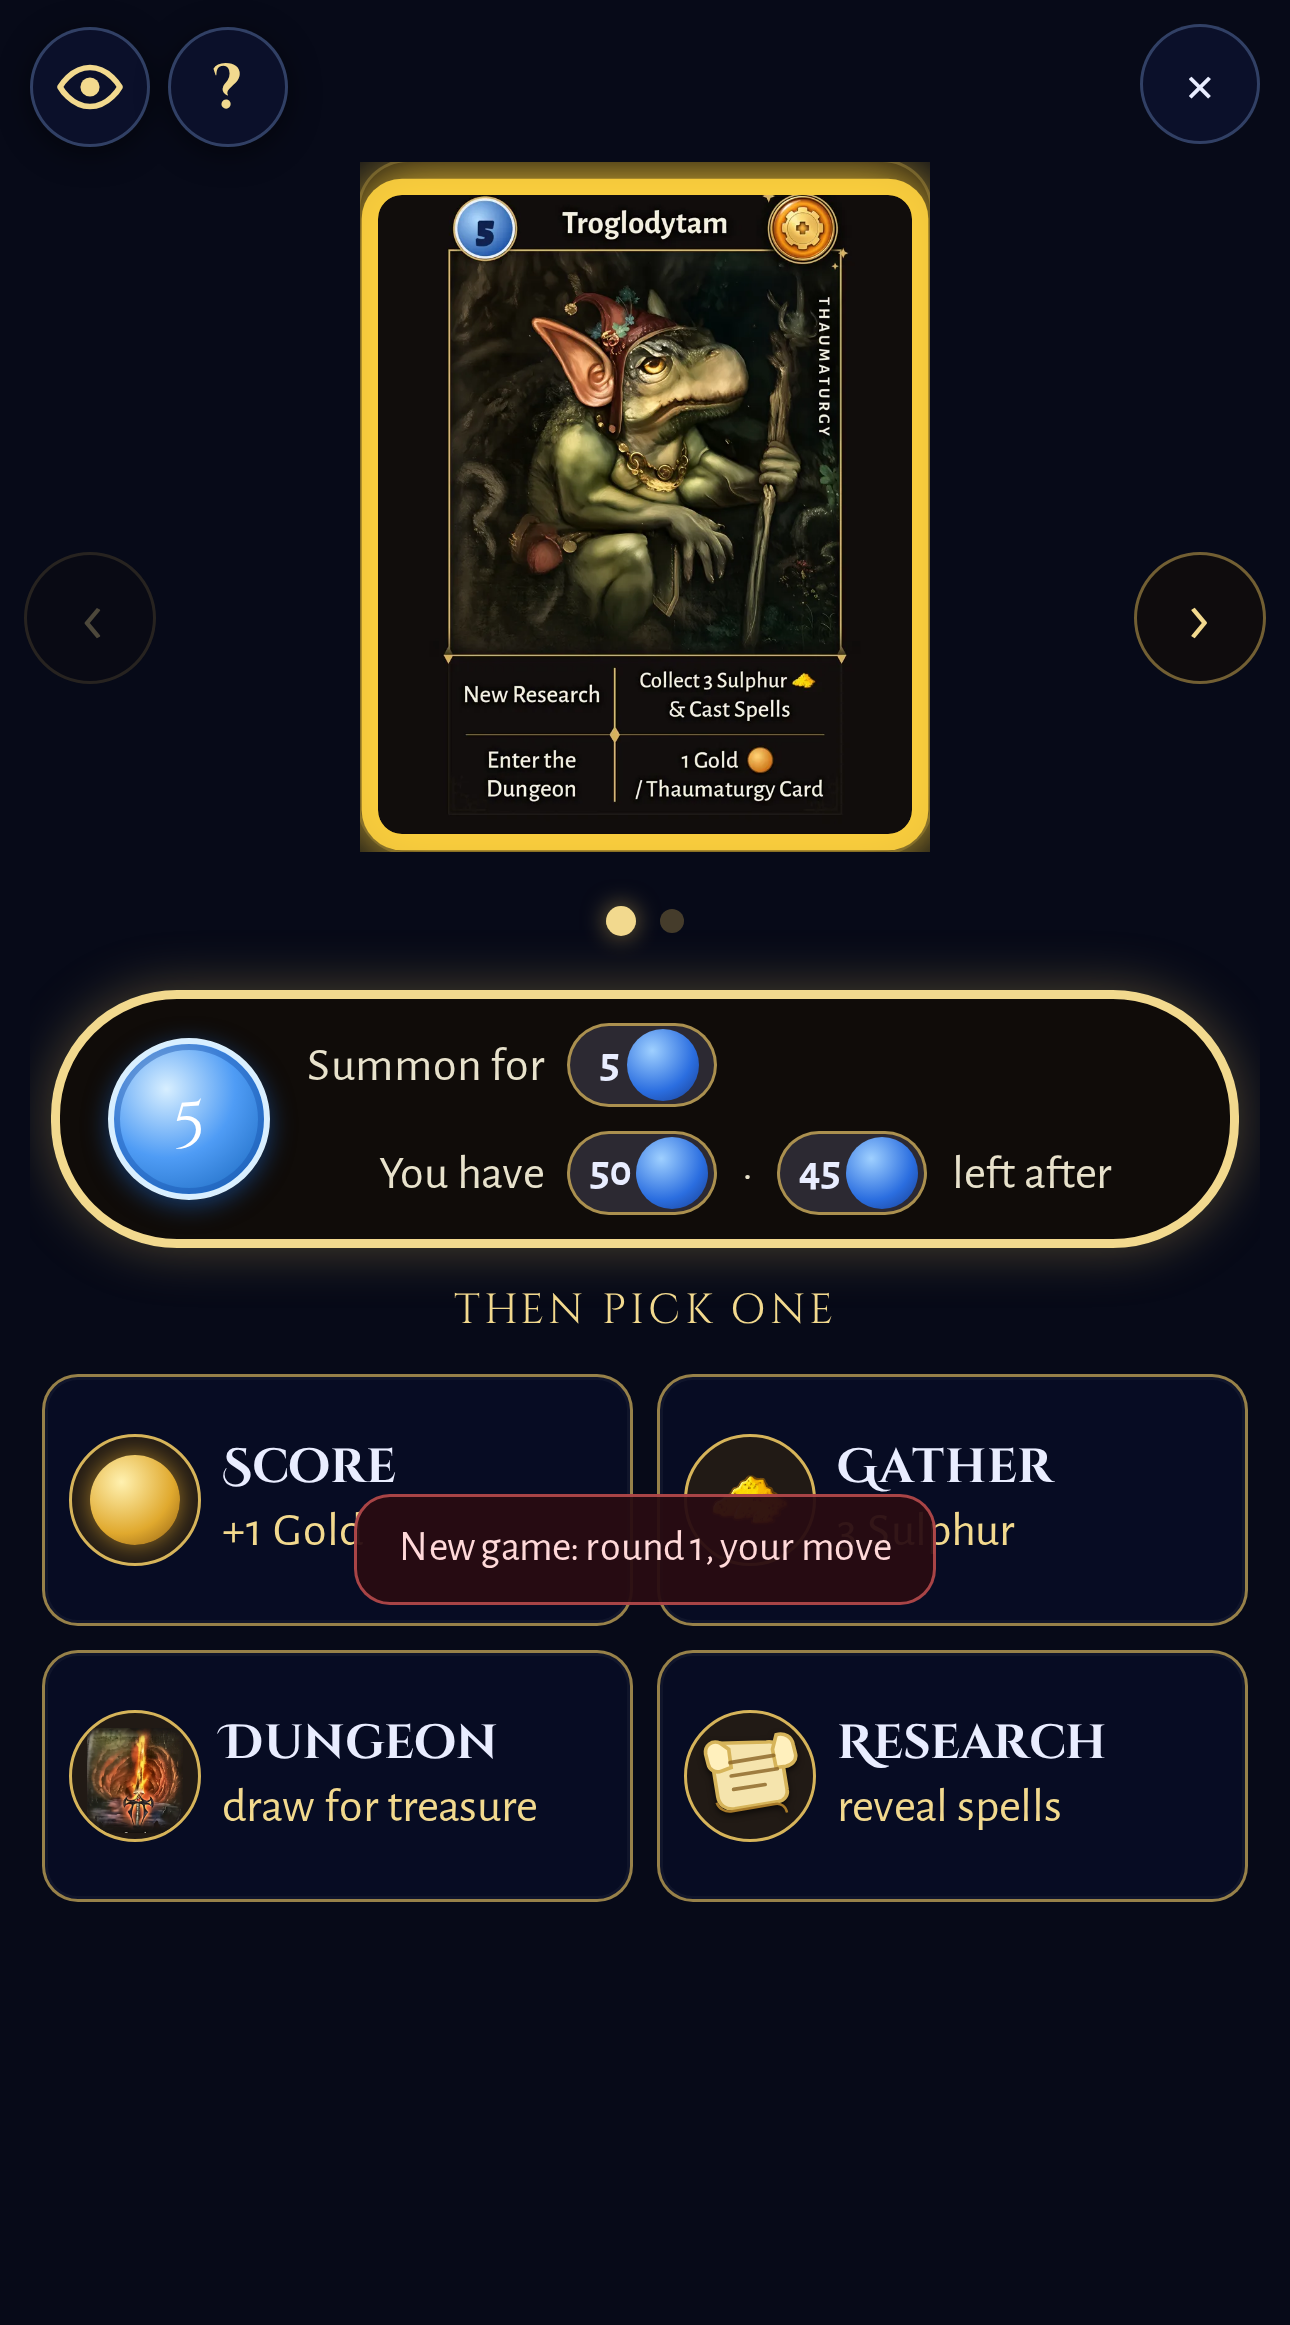 ?
×
5
Troglodytam
THAUMATURGY
New Research
Collect 3 Sulphur
& Cast Spells
Enter the
Dungeon
1 Gold
/ Thaumaturgy Card
‹
›
5
Summon for 5
You have 50 · 45 left after
THEN PICK ONE
SCORE
+1 Gold
GATHER
3 Sulphur
New game: round 1, your move
DUNGEON
draw for treasure
RESEARCH
reveal spells